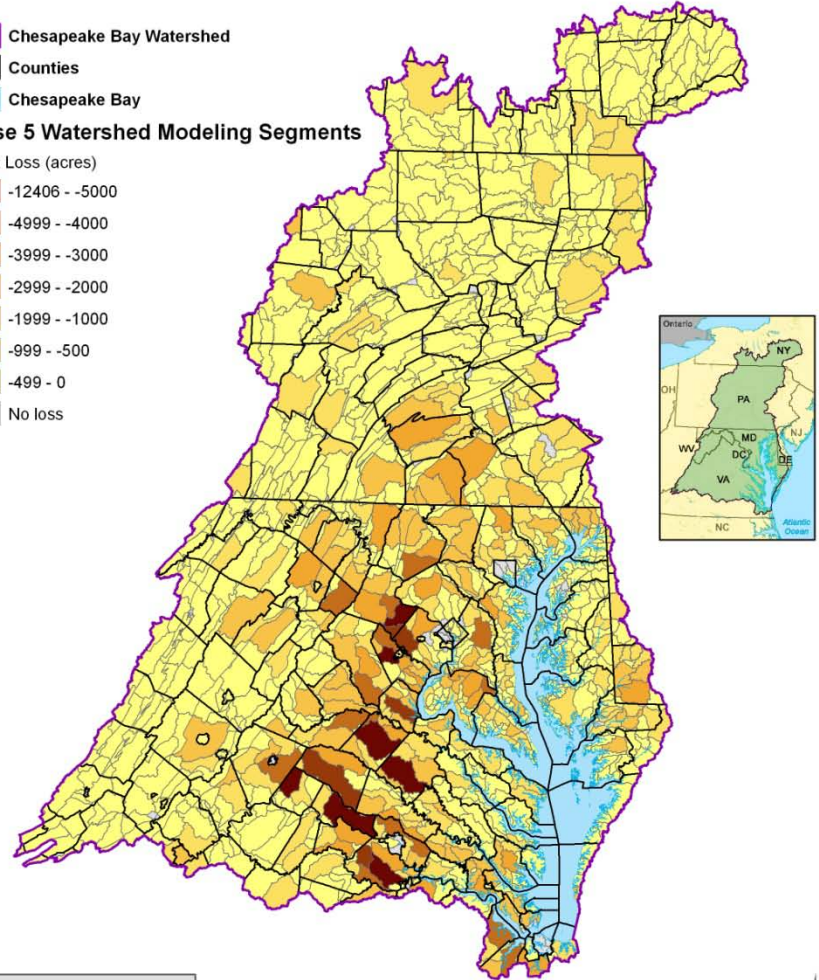 Chesapeake Bay Watershed
Counties
Chesapeake Bay
se 5 Watershed Modeling Segments
Loss (acres)
-12406 - -5000
-4999 - -4000
-3999 - -3000
-2999 - -2000
-1999 - -1000
-999 - -500
-499 - 0
No loss
Ontario
NY
OH
PA
NJ
MD
WV
DC
DE
VA
NC
Atlantic
Ocean